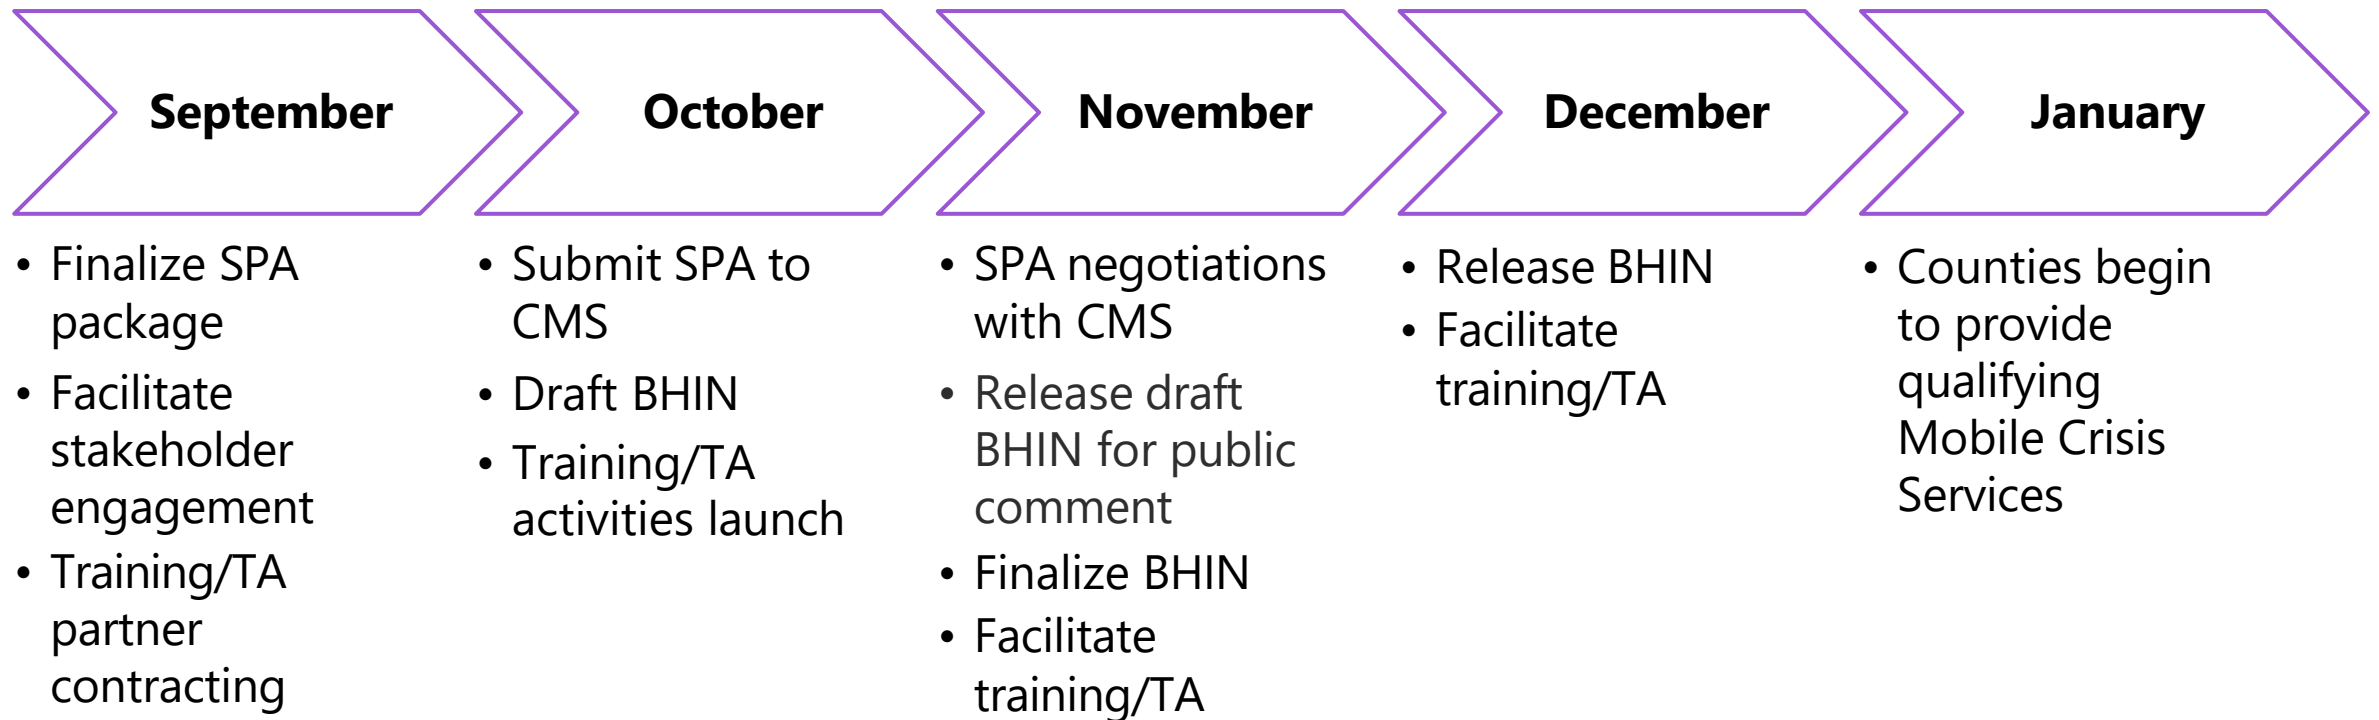 September
October
November
December
January
• Finalize SPA
package
• Facilitate
stakeholder
engagement
• Training/TA
partner
contracting
• Submit SPA to
CMS
• Draft BHIN
• Training/TA
activities launch
• SPA negotiations
with CMS
• Release draft
BHIN for public
comment
• Finalize BHIN
• Facilitate
training/TA
• Release BHIN
• Facilitate
training/TA
• Counties begin
to provide
qualifying
Mobile Crisis
Services